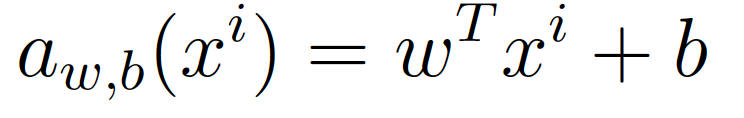 a_{w,b}(x^i) = w^T x^i + b